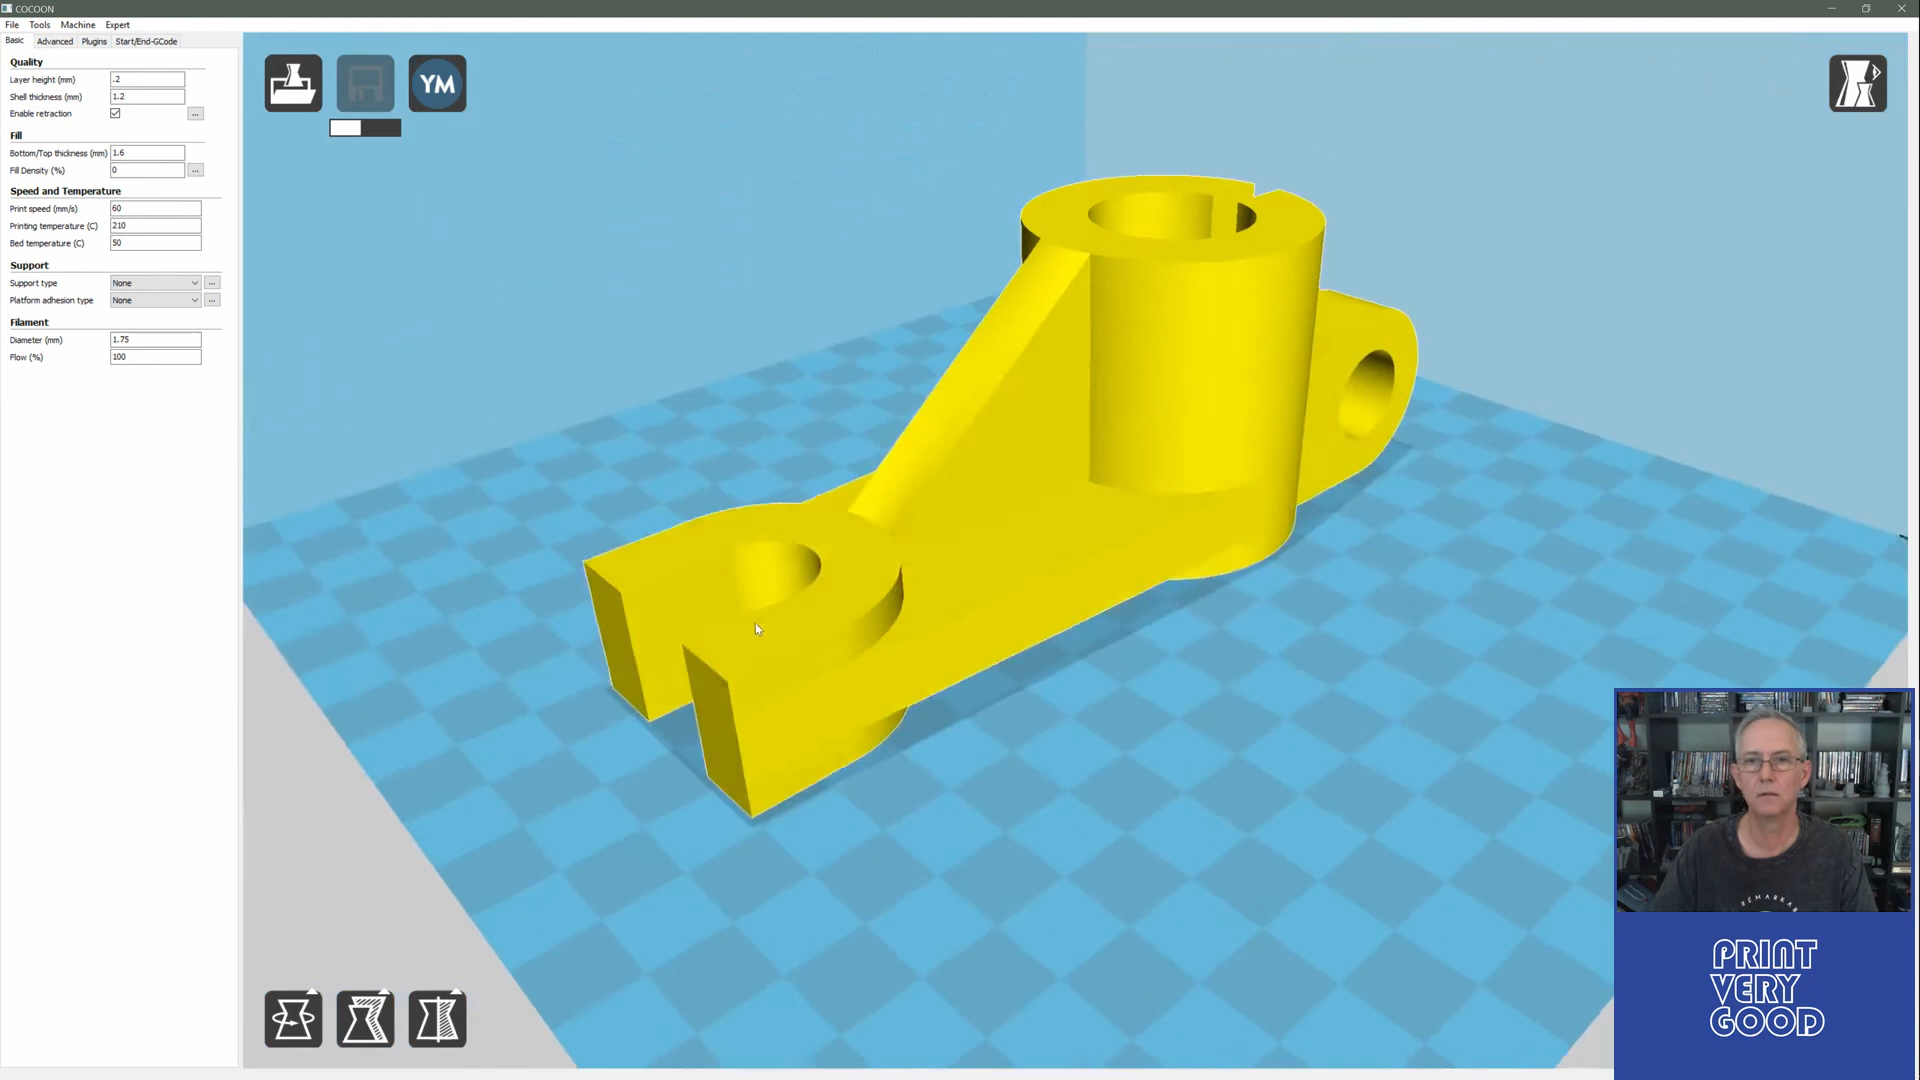 COCOON
File Tools Machine Expert
Basic Advanced Plugins Start/End-GCode
Quality
Layer height (mm) .2
Shell thickness (mm) 1.2
Enable retraction ...
Fill
Bottom/Top thickness (mm) 1.6
Fill Density (%) 0 ...
Speed and Temperature
Print speed (mm/s) 60
Printing temperature (C) 210
Bed temperature (C) 50
Support
Support type None ...
Platform adhesion type None ...
Filament
Diameter (mm) 1.75
Flow (%) 100
YM
REMARKAB
PRINT
VERY
GOOD